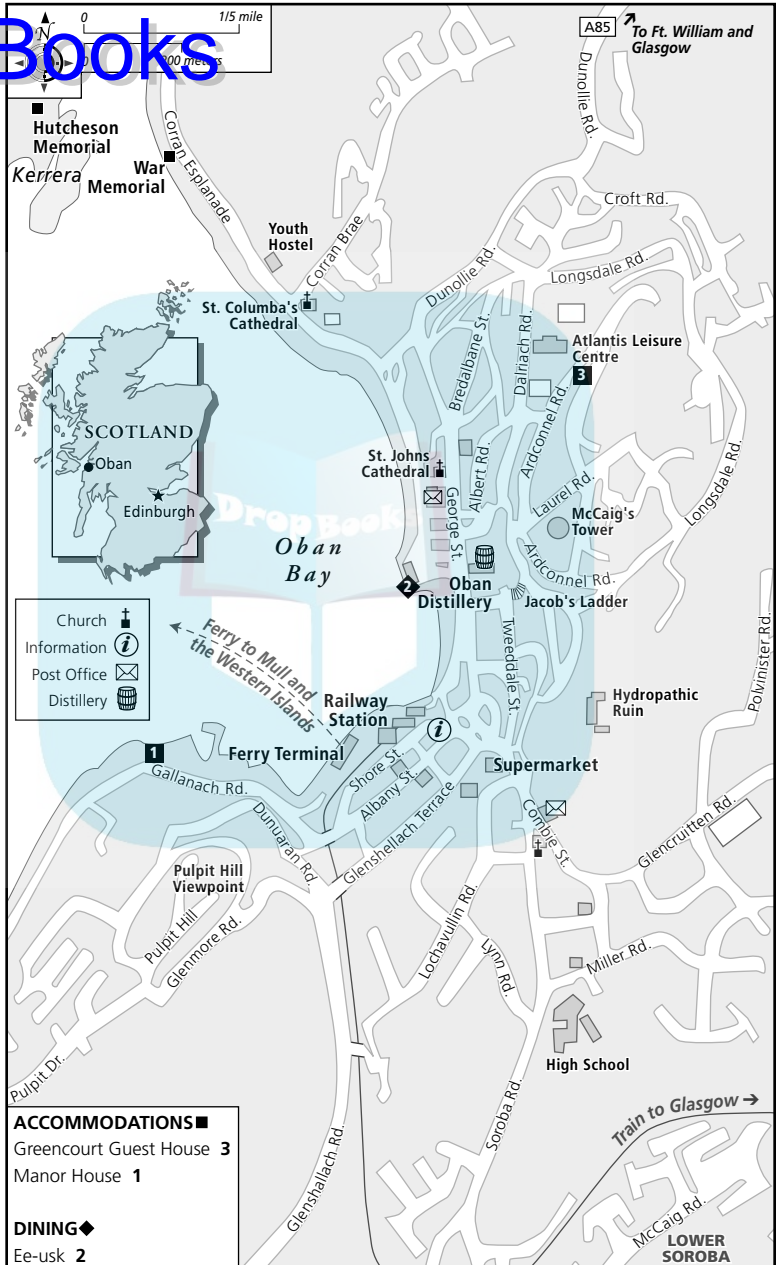 Books
N
0
1/5 mile
0
200 meters
A85
To Ft. William and
Glasgow
Dunollie Rd.
Hutcheson
Memorial
Kerrera
War
Memorial
Corran Esplanade
Croft Rd.
Youth
Hostel
Corran Brae
Dunollie Rd.
Longsdale Rd.
St. Columba's
Cathedral
Bredalbane St.
Dalriach Rd.
Atlantis Leisure
Centre
3
SCOTLAND
Oban
Edinburgh
Ardconnel Rd.
Longsdale Rd.
St. Johns
Cathedral
Albert Rd.
George St.
Laurel Rd.
McCaig's
Tower
DropBooks
Oban
Bay
Ardconnel Rd.
2
Oban
Distillery
Jacob's Ladder
Church
Information i
Post Office
Distillery
Ferry to Mull and
the Western Islands
Tweeddale St.
Polvinister Rd.
Railway
Station
i
Hydropathic
Ruin
1
Ferry Terminal
Gallanach Rd.
Shore St.
Albany St.
Supermarket
Dunuaran Rd.
Glenshellach Terrace
Combie St.
Glencruitten Rd.
Pulpit Hill
Viewpoint
Pulpit Hill
Glenmore Rd.
Lochavullin Rd.
Lynn Rd.
Miller Rd.
High School
Pulpit Dr.
Soroba Rd.
Train to Glasgow
Glenshallach Rd.
McCaig Rd.
LOWER
SOROBA
ACCOMMODATIONS
Greencourt Guest House 3
Manor House 1
DINING
Ee-usk 2